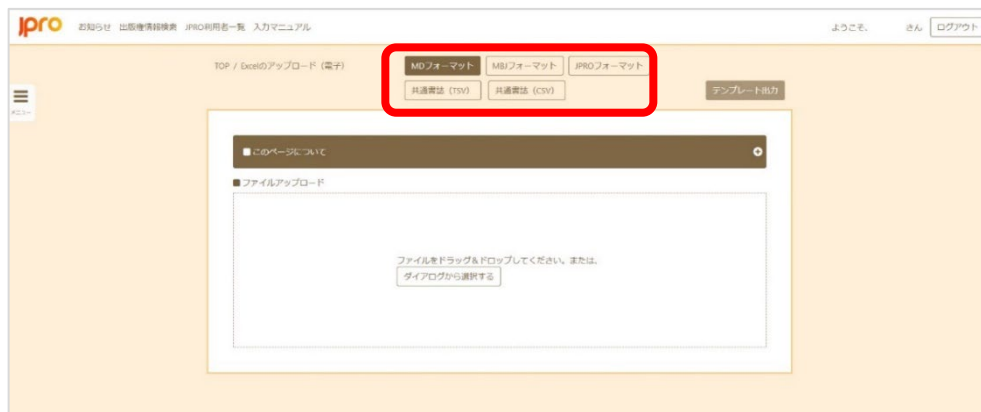 jpro お知らせ 出版権情報検索 JPRO利用者一覧 入力マニュアル ようこそ、 さん ログアウト
TOP / Excelのアップロード（電子） MDフォーマット MBJフォーマット JPROフォーマット
共通書誌（TSV） 共通書誌（CSV） テンプレート出力
メニュー
■このページについて
■ファイルアップロード
ファイルをドラッグ&ドロップしてください。または、
ダイアログから選択する